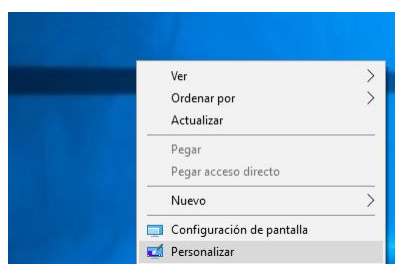 Ver
Ordenar por
Actualizar
Pegar
Pegar acceso directo
Nuevo
Configuración de pantalla
Personalizar